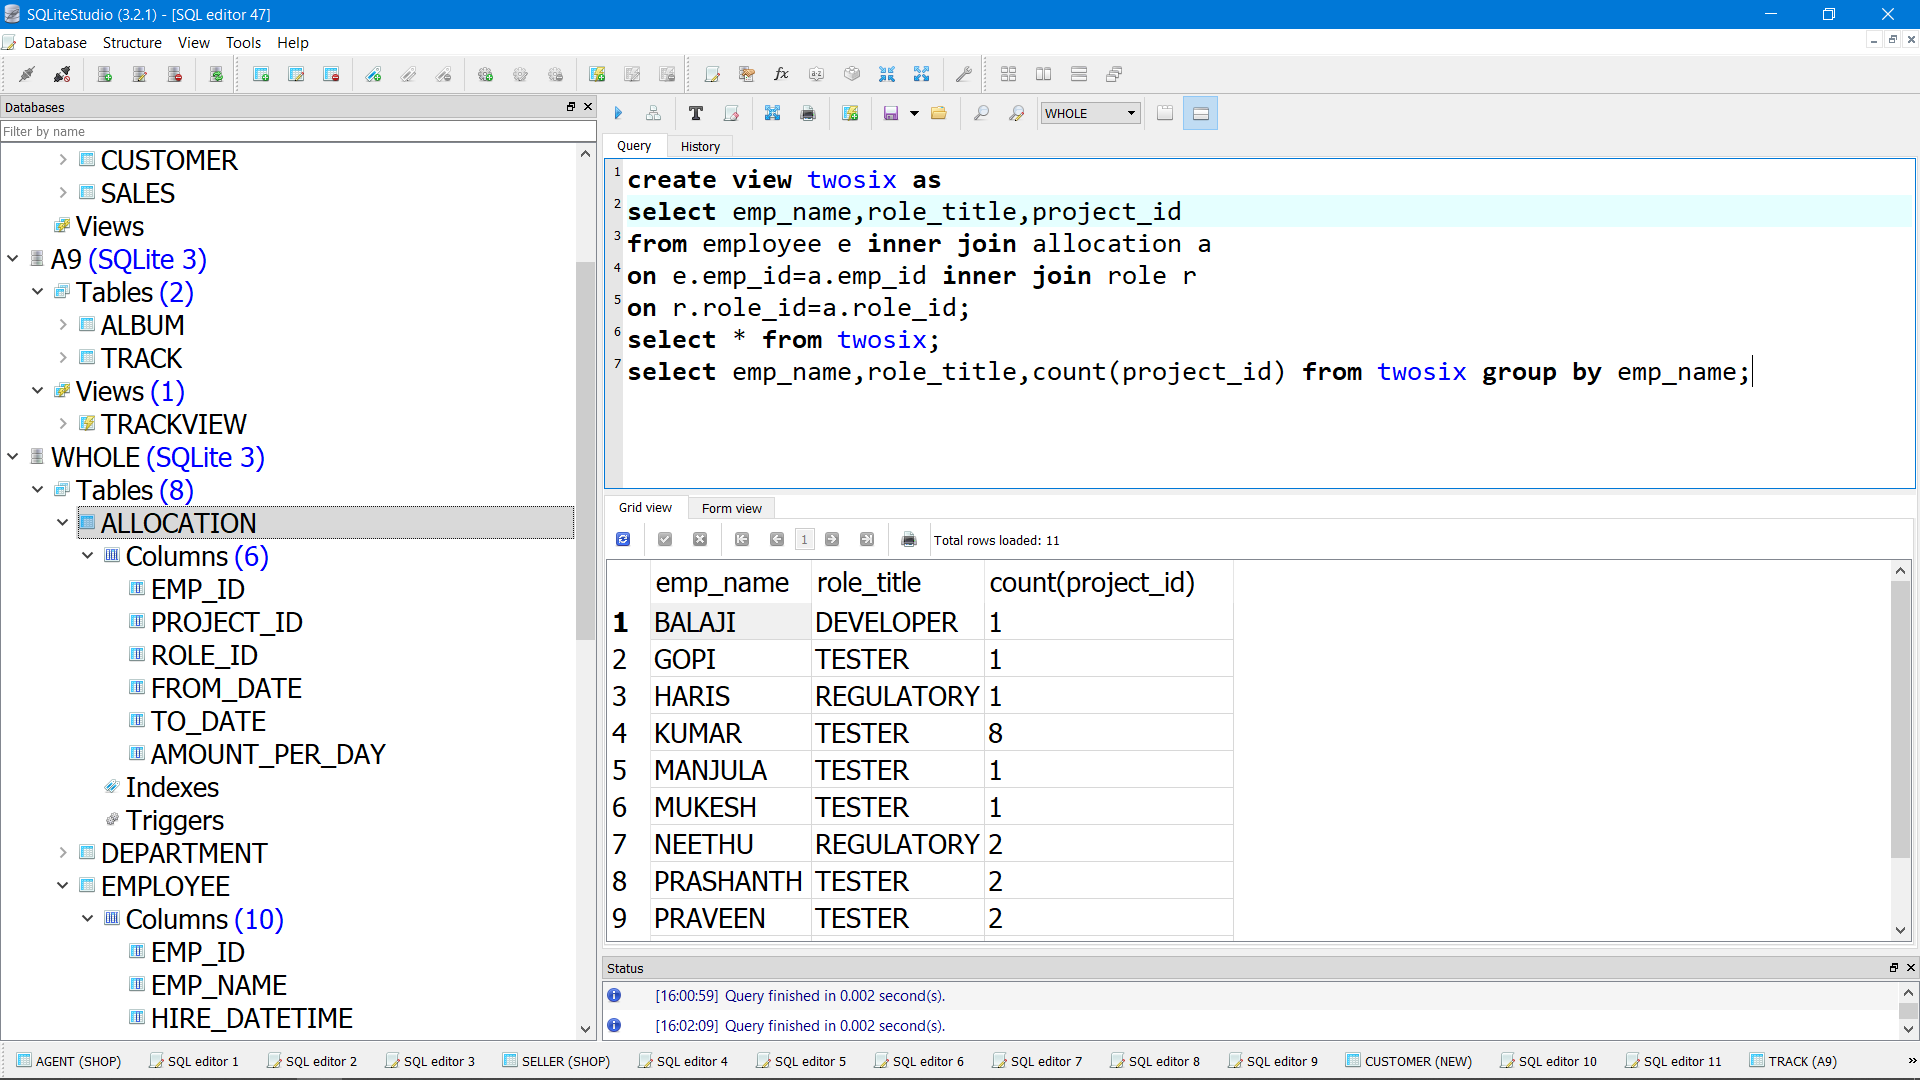 SQLiteStudio (3.2.1) - [SQL editor 47]
Database Structure View Tools Help
Databases
Filter by name
CUSTOMER
SALES
Views
A9 (SQLite 3)
Tables (2)
ALBUM
TRACK
Views (1)
TRACKVIEW
WHOLE (SQLite 3)
Tables (8)
ALLOCATION
Columns (6)
EMP_ID
PROJECT_ID
ROLE_ID
FROM_DATE
TO_DATE
AMOUNT_PER_DAY
Indexes
Triggers
DEPARTMENT
EMPLOYEE
Columns (10)
EMP_ID
EMP_NAME
HIRE_DATETIME
WHOLE
Query History
1 create view twosix as
2 select emp_name,role_title,project_id
3 from employee e inner join allocation a
4 on e.emp_id=a.emp_id inner join role r
5 on r.role_id=a.role_id;
6 select * from twosix;
7 select emp_name,role_title,count(project_id) from twosix group by emp_name;
Grid view Form view
1 Total rows loaded: 11
emp_name role_title count(project_id)
1 BALAJI DEVELOPER 1
2 GOPI TESTER 1
3 HARIS REGULATORY 1
4 KUMAR TESTER 8
5 MANJULA TESTER 1
6 MUKESH TESTER 1
7 NEETHU REGULATORY 2
8 PRASHANTH TESTER 2
9 PRAVEEN TESTER 2
Status
[16:00:59] Query finished in 0.002 second(s).
[16:02:09] Query finished in 0.002 second(s).
AGENT (SHOP) SQL editor 1 SQL editor 2 SQL editor 3 SELLER (SHOP) SQL editor 4 SQL editor 5 SQL editor 6 SQL editor 7 SQL editor 8 SQL editor 9 CUSTOMER (NEW) SQL editor 10 SQL editor 11 TRACK (A9) »